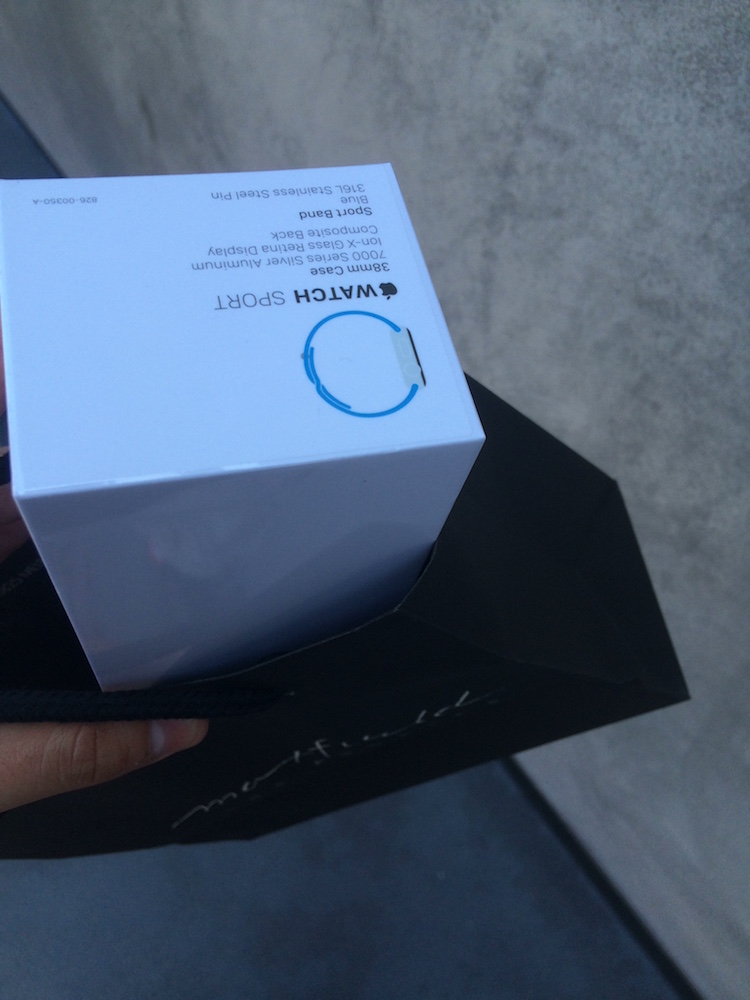 WATCH SPORT
38mm Case
7000 Series Silver Aluminum
Ion-X Glass Retina Display
Composite Back
Sport Band
Blue
316L Stainless Steel Pin
826-00350-A
maxfield